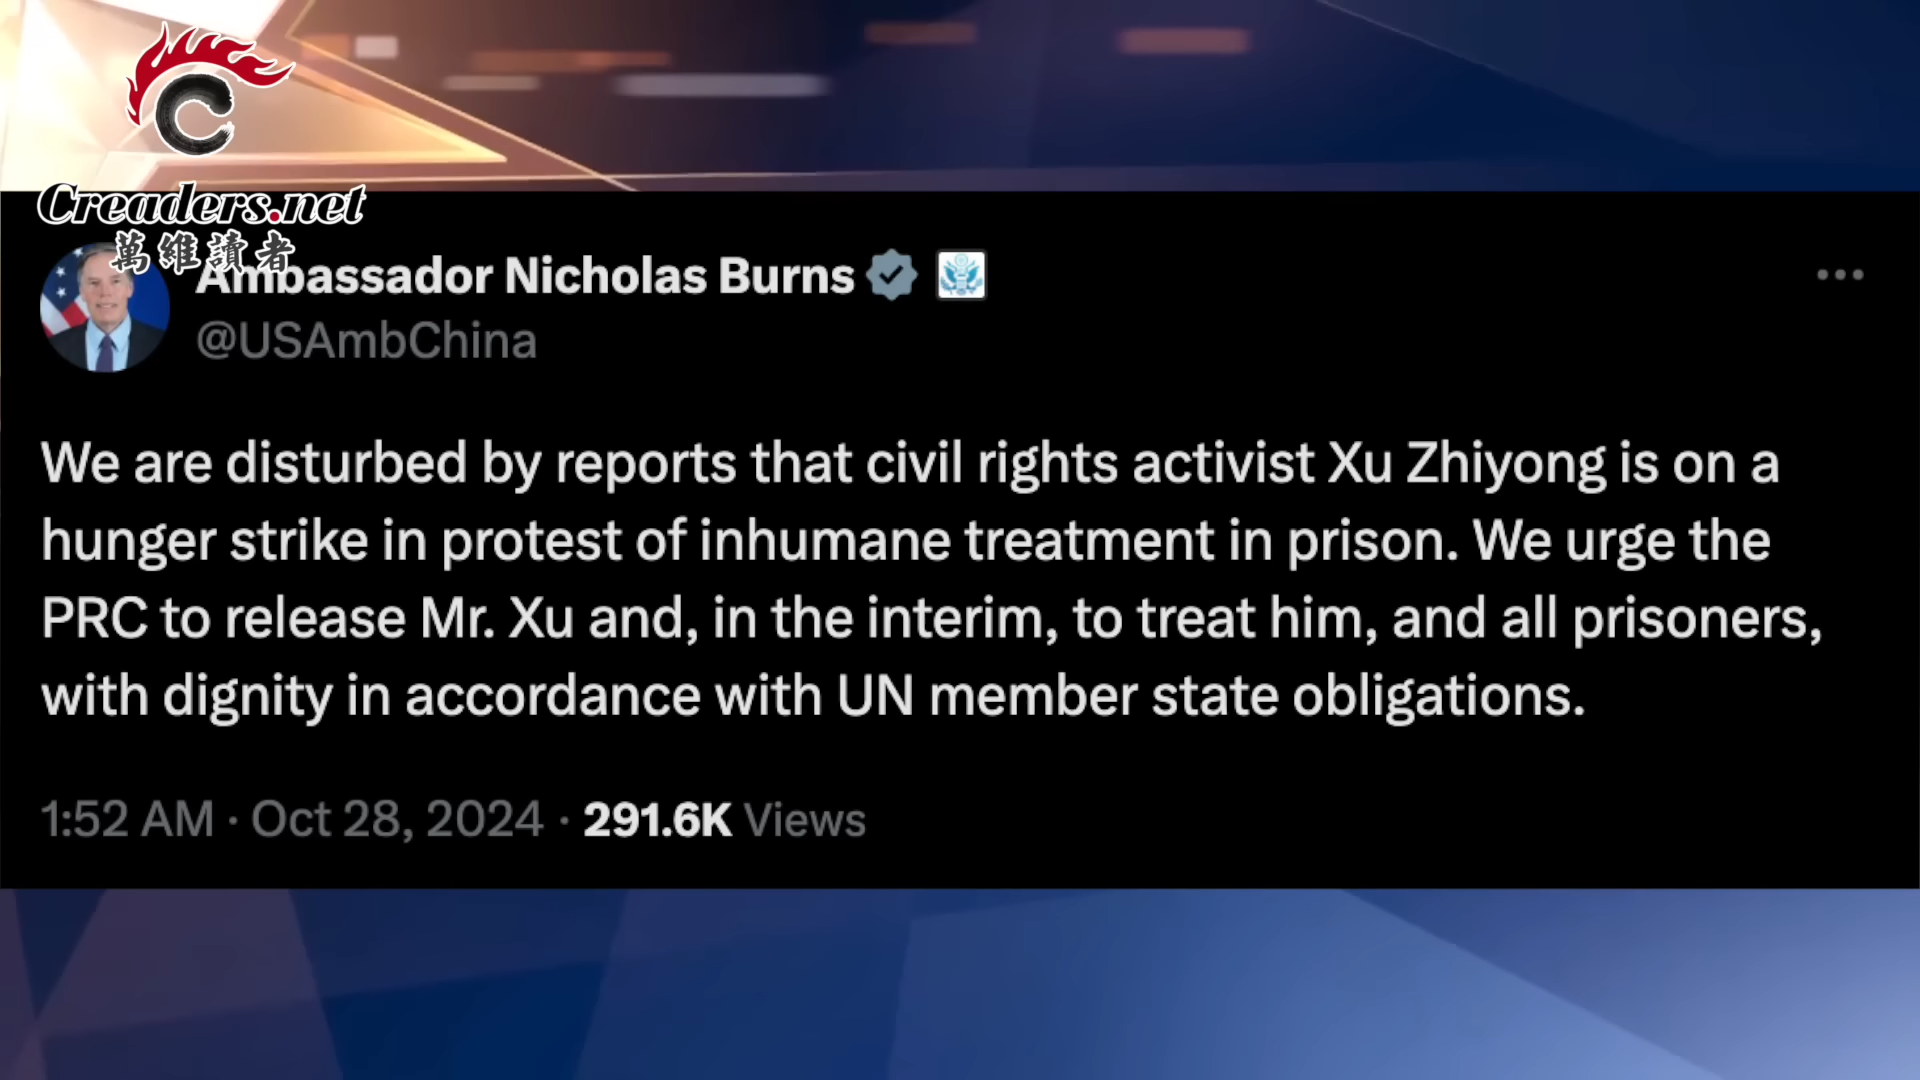 Creaders.net
萬維讀者
Ambassador Nicholas Burns
@USAmbChina
We are disturbed by reports that civil rights activist Xu Zhiyong is on a
hunger strike in protest of inhumane treatment in prison. We urge the
PRC to release Mr. Xu and, in the interim, to treat him, and all prisoners,
with dignity in accordance with UN member state obligations.
1:52 AM · Oct 28, 2024 · 291.6K Views